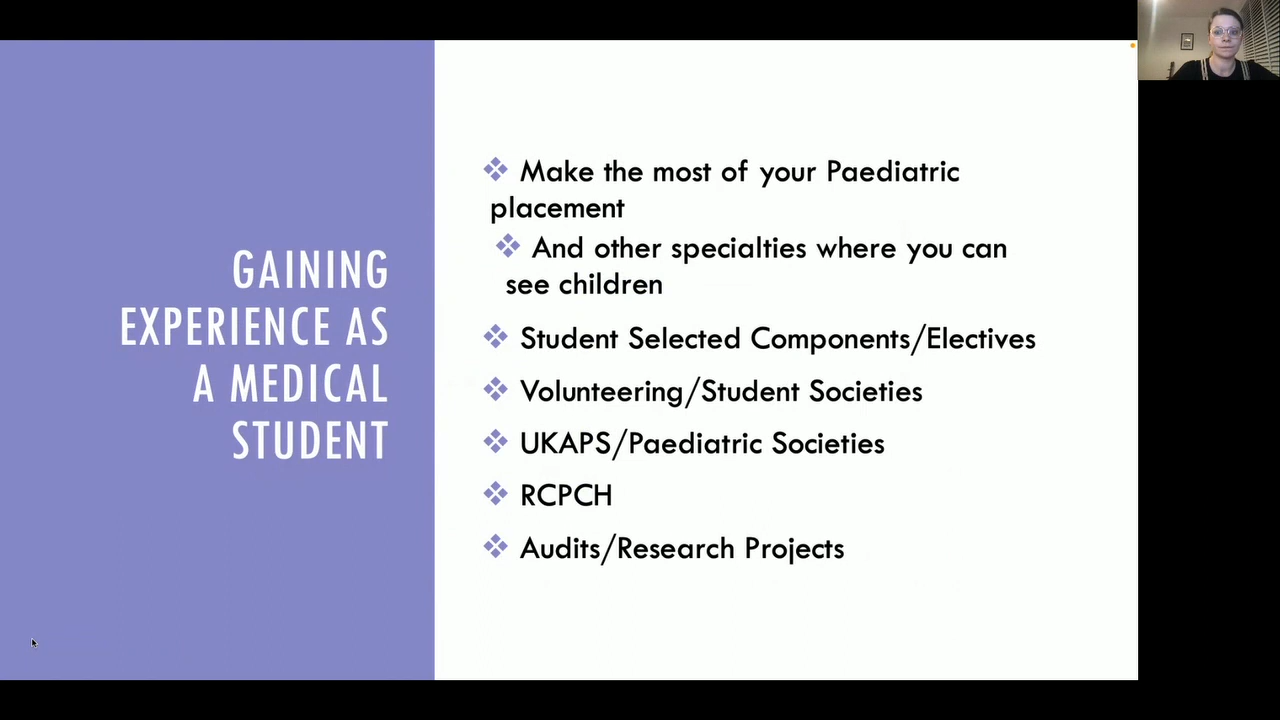 GAINING
EXPERIENCE AS
A MEDICAL
STUDENT
❖ Make the most of your Paediatric
placement
❖ And other specialties where you can
see children
❖ Student Selected Components/Electives
❖ Volunteering/Student Societies
❖ UKAPS/Paediatric Societies
❖ RCPCH
❖ Audits/Research Projects